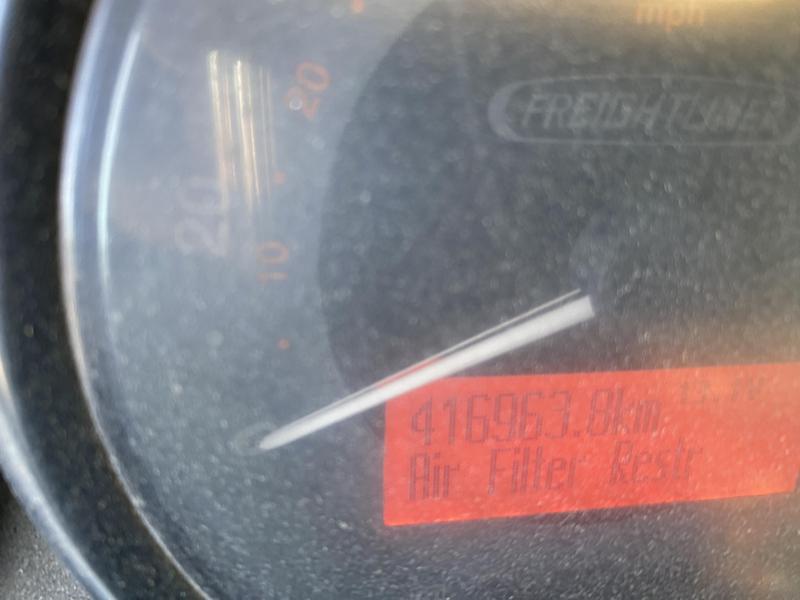 mph
20
FREIGHTLINER
20
10
416963.8km
Air Filter Restr